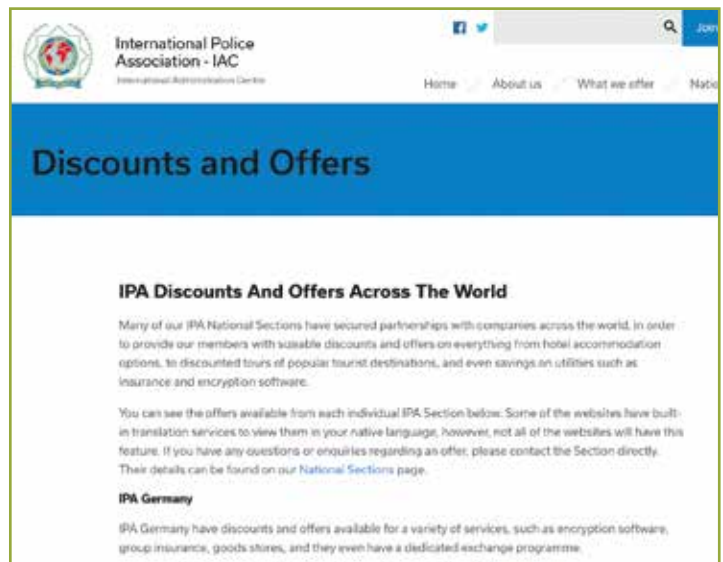 International Police
Association - IAC
International Administration Centre
Join
Home
About us
What we offer
Natio
Discounts and Offers
IPA Discounts And Offers Across The World
Many of our IPA National Sections have secured partnerships with companies across the world, in order
to provide our members with sizeable discounts and offers on everything from hotel accommodation
options, to discounted tours of popular tourist destinations, and even savings on utilities such as
insurance and encryption software.
You can see the offers available from each individual IPA Section below. Some of the websites have built-
in translation services to view them in your native language, however, not all of the websites will have this
feature. If you have any questions or enquiries regarding an offer, please contact the Section directly.
Their details can be found on our National Sections page.
IPA Germany
IPA Germany have discounts and offers available for a variety of services, such as encryption software,
group insurance, goods stores, and they even have a dedicated exchange programme.